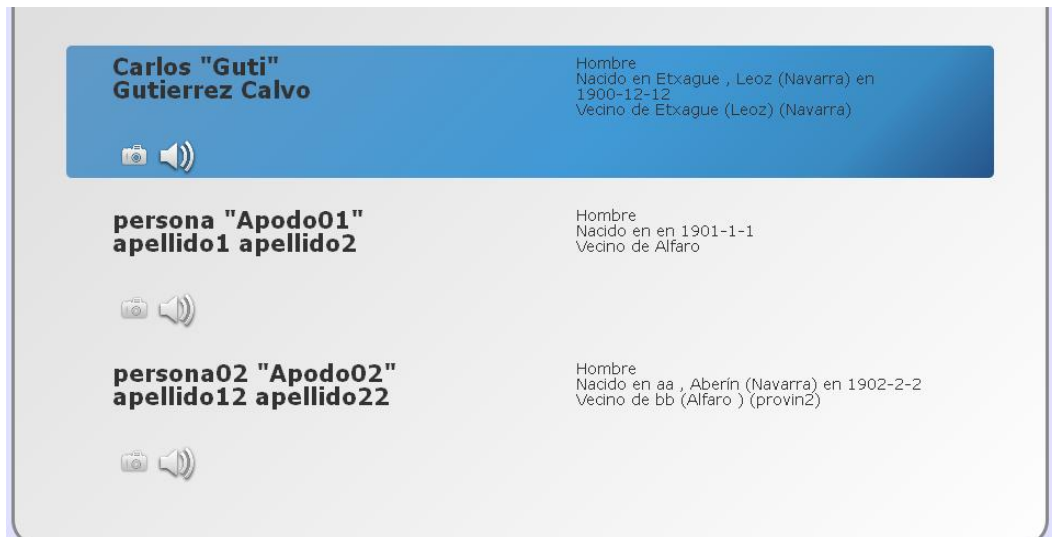 Carlos "Guti"
Gutierrez Calvo
Hombre
Nacido en Etxague , Leoz (Navarra) en
1900-12-12
Vecino de Etxague (Leoz) (Navarra)
persona "Apodo01"
apellido1 apellido2
Hombre
Nacido en en 1901-1-1
Vecino de Alfaro
persona02 "Apodo02"
apellido12 apellido22
Hombre
Nacido en aa , Aberín (Navarra) en 1902-2-2
Vecino de bb (Alfaro ) (provin2)